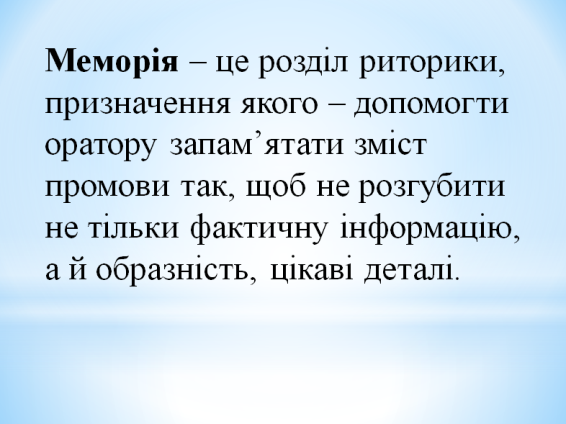 Меморія – це розділ риторики,
призначення якого – допомогти
оратору запам’ятати зміст
промови так, щоб не розгубити
не тільки фактичну інформацію,
а й образність, цікаві деталі.